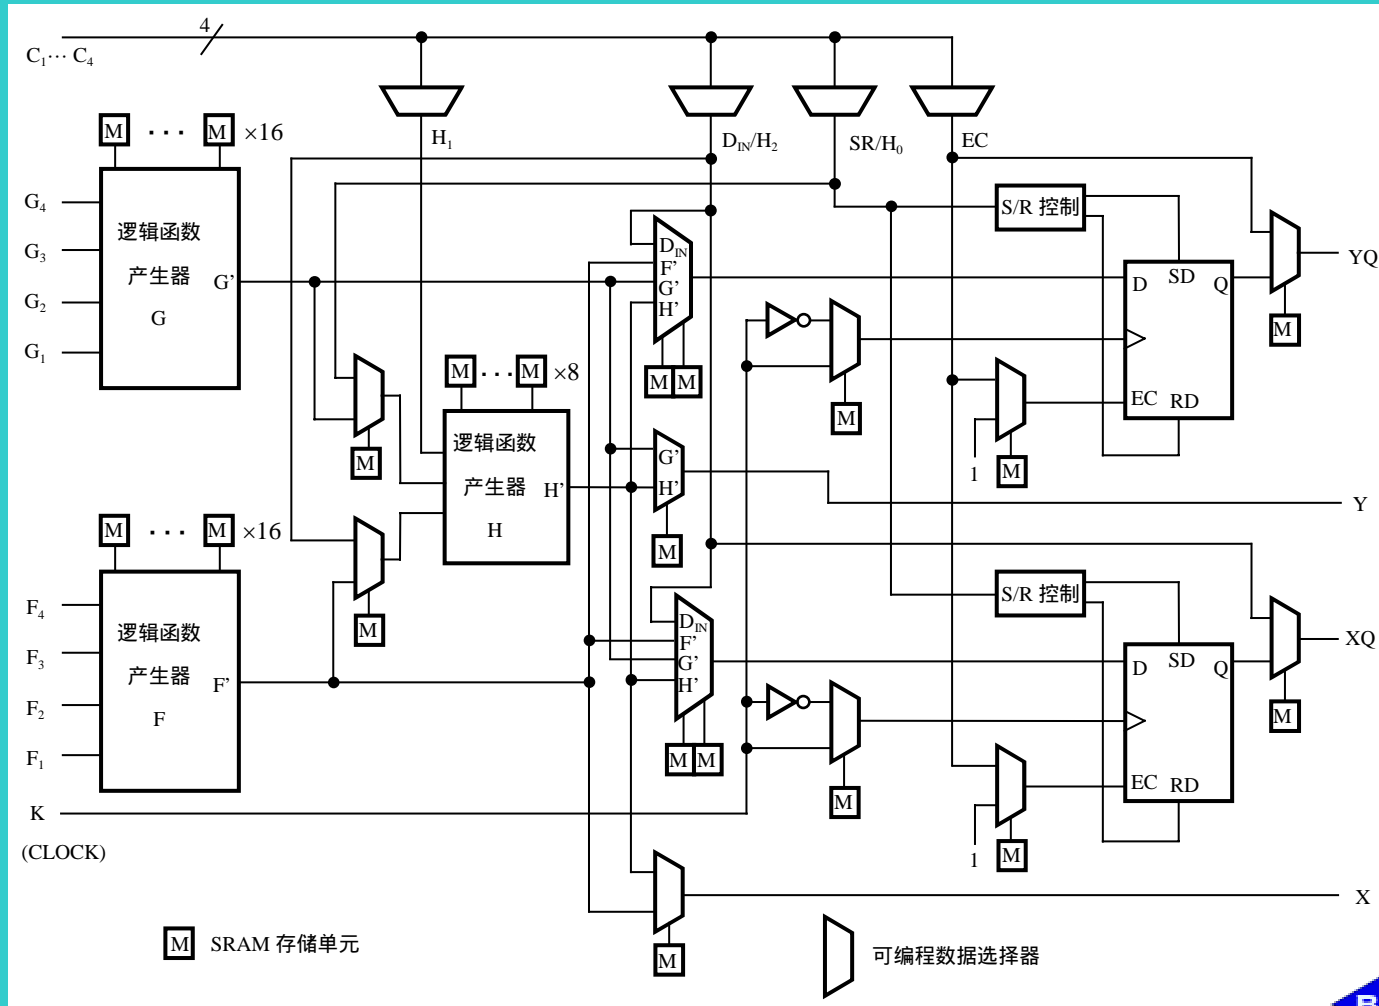 4
C₁… C₄
M ... M ×16
H₁
D_IN/H₂
SR/H₀
EC
G₄
G₃
G₂
G₁
逻辑函数
产生器
G
G’
S/R 控制
D_IN
F’
G’
H’
M M
D
SD
Q
EC
RD
YQ
M
M
1
M
M
M ... M ×8
逻辑函数
产生器
H
H’
G’
H’
M
Y
M ... M ×16
M
F₄
F₃
F₂
F₁
逻辑函数
产生器
F
F’
S/R 控制
D_IN
F’
G’
H’
M M
D
SD
Q
EC
RD
XQ
M
M
1
M
K
(CLOCK)
X
M
M SRAM 存储单元
可编程数据选择器